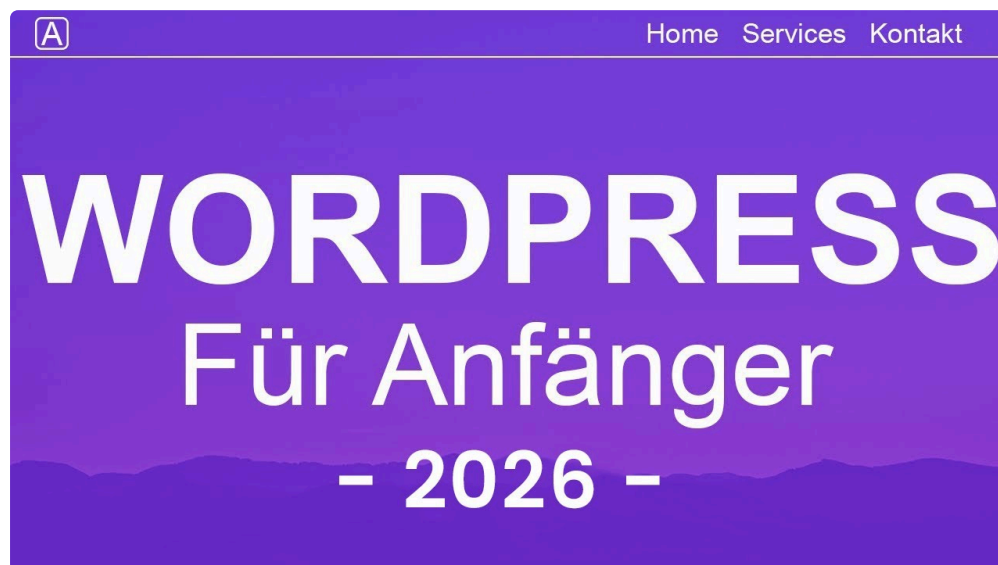 A
Home Services Kontakt
WORDPRESS
Für Anfänger
- 2026 -